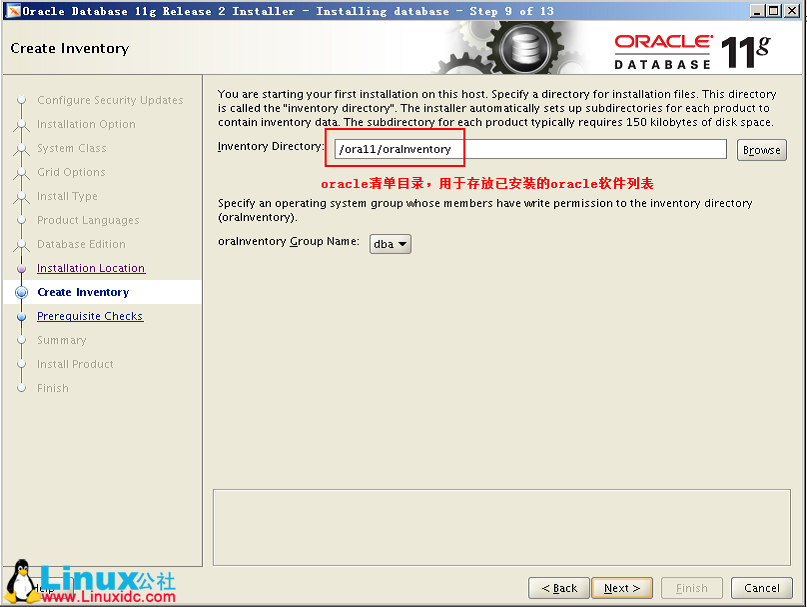 Oracle Database 11g Release 2 Installer - Installing database - Step 9 of 13
Create Inventory
ORACLE
DATABASE
11g
Configure Security Updates
Installation Option
System Class
Grid Options
Install Type
Product Languages
Database Edition
Installation Location
Create Inventory
Prerequisite Checks
Summary
Install Product
Finish
You are starting your first installation on this host. Specify a directory for installation files. This directory
is called the "inventory directory". The installer automatically sets up subdirectories for each product to
contain inventory data. The subdirectory for each product typically requires 150 kilobytes of disk space.
Inventory Directory: /ora11/oraInventory Browse
oracle清单目录，用于存放已安装的oracle软件列表
Specify an operating system group whose members have write permission to the inventory directory
(oraInventory).
oraInventory Group Name: dba
Help
Linux公社
www.Linuxidc.com
< Back Next > Finish Cancel